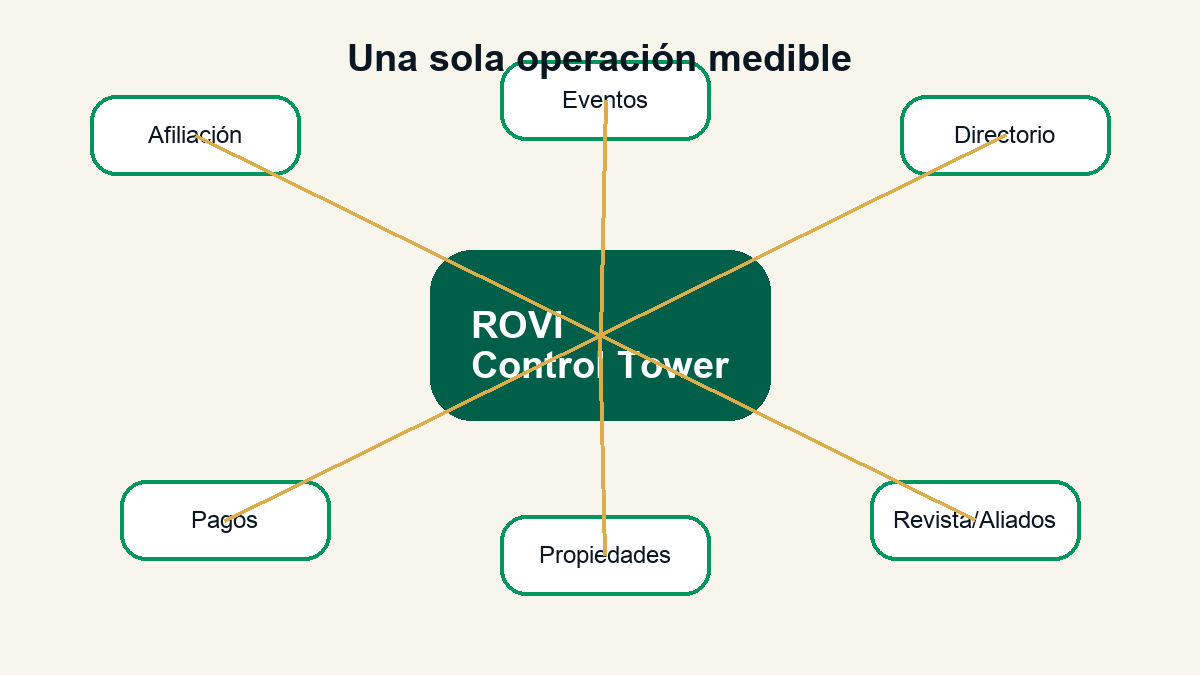 Una sola operación medible
Afiliación
Eventos
Directorio
ROVI
Control Tower
Pagos
Propiedades
Revista/Aliados